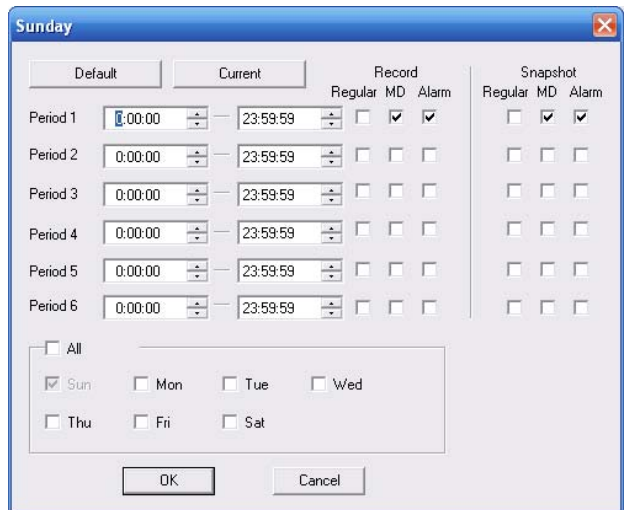 Sunday
Default Current Record Snapshot
Regular MD Alarm Regular MD Alarm
Period 1 0:00:00 — 23:59:59
Period 2 0:00:00 — 23:59:59
Period 3 0:00:00 — 23:59:59
Period 4 0:00:00 — 23:59:59
Period 5 0:00:00 — 23:59:59
Period 6 0:00:00 — 23:59:59
All
Sun Mon Tue Wed
Thu Fri Sat
OK Cancel